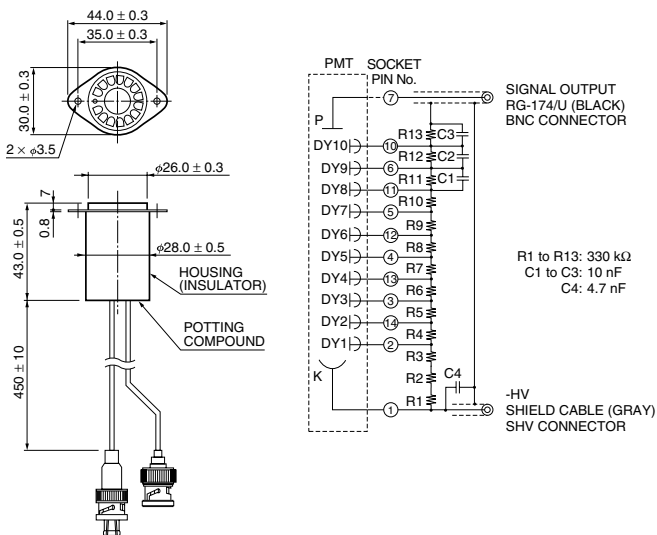 44.0 ± 0.3
35.0 ± 0.3
30.0 ± 0.3
2 × φ3.5
φ26.0 ± 0.3
7
0.8
43.0 ± 0.5
φ28.0 ± 0.5
HOUSING
(INSULATOR)
POTTING
COMPOUND
450 ± 10
PMT
SOCKET
PIN No.
7
SIGNAL OUTPUT
RG-174/U (BLACK)
BNC CONNECTOR
P
R13 C3
DY10 10
R12 C2
DY9 6
R11 C1
DY8 11
R10
DY7 5
R9
DY6 12
R8
DY5 4
R7
DY4 13
R6
DY3 3
R5
DY2 14
R4
DY1 2
R3
K
R2 C4
R1
1
R1 to R13: 330 kΩ
C1 to C3: 10 nF
C4: 4.7 nF
-HV
SHIELD CABLE (GRAY)
SHV CONNECTOR